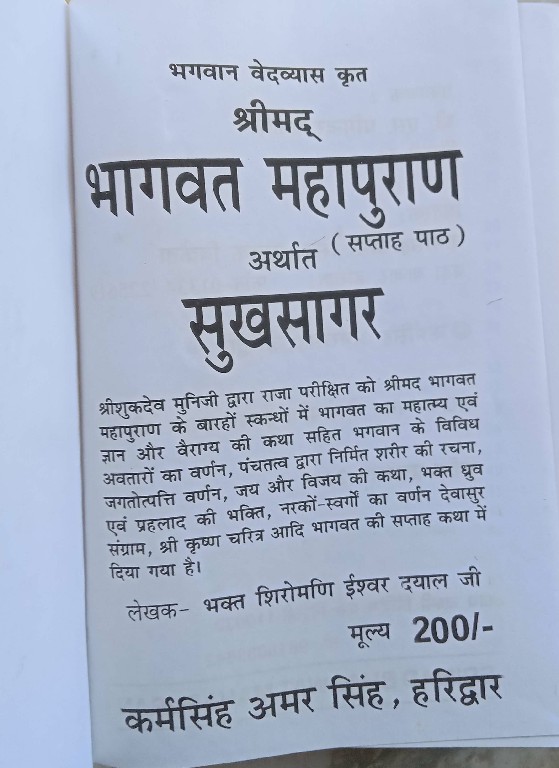 भगवान वेदव्यास कृत
श्रीमद्
भागवत महापुराण
अर्थात (सप्ताह पाठ)
सुखसागर
श्रीशुकदेव मुनिजी द्वारा राजा परीक्षित को श्रीमद भागवत
महापुराण के बारहों स्कन्धों में भागवत का महात्म्य एवं
ज्ञान और वैराग्य की कथा सहित भगवान के विविध
अवतारों का वर्णन, पंचतत्व द्वारा निर्मित शरीर की रचना,
जगतोत्पत्ति वर्णन, जय और विजय की कथा, भक्त ध्रुव
एवं प्रहलाद की भक्ति, नरकों-स्वर्गों का वर्णन देवासुर
संग्राम, श्री कृष्ण चरित्र आदि भागवत की सप्ताह कथा में
दिया गया है।
लेखक- भक्त शिरोमणि ईश्वर दयाल जी
मूल्य 200/-
कर्मसिंह अमर सिंह, हरिद्वार